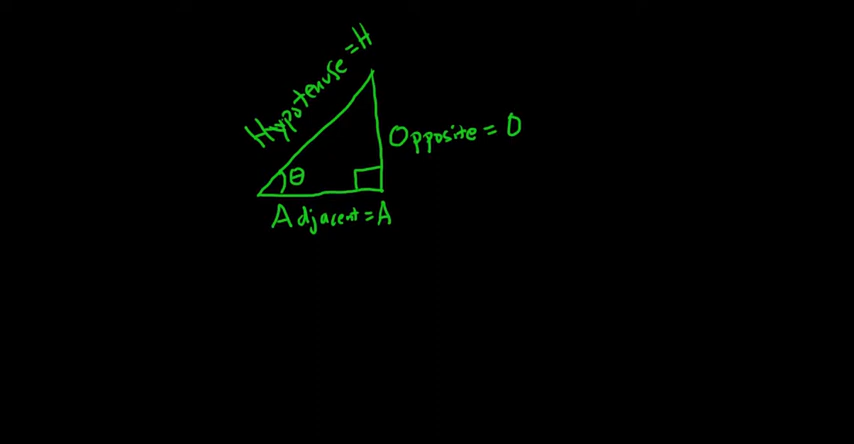 Hypotenuse = H
Opposite = O
θ
Adjacent = A